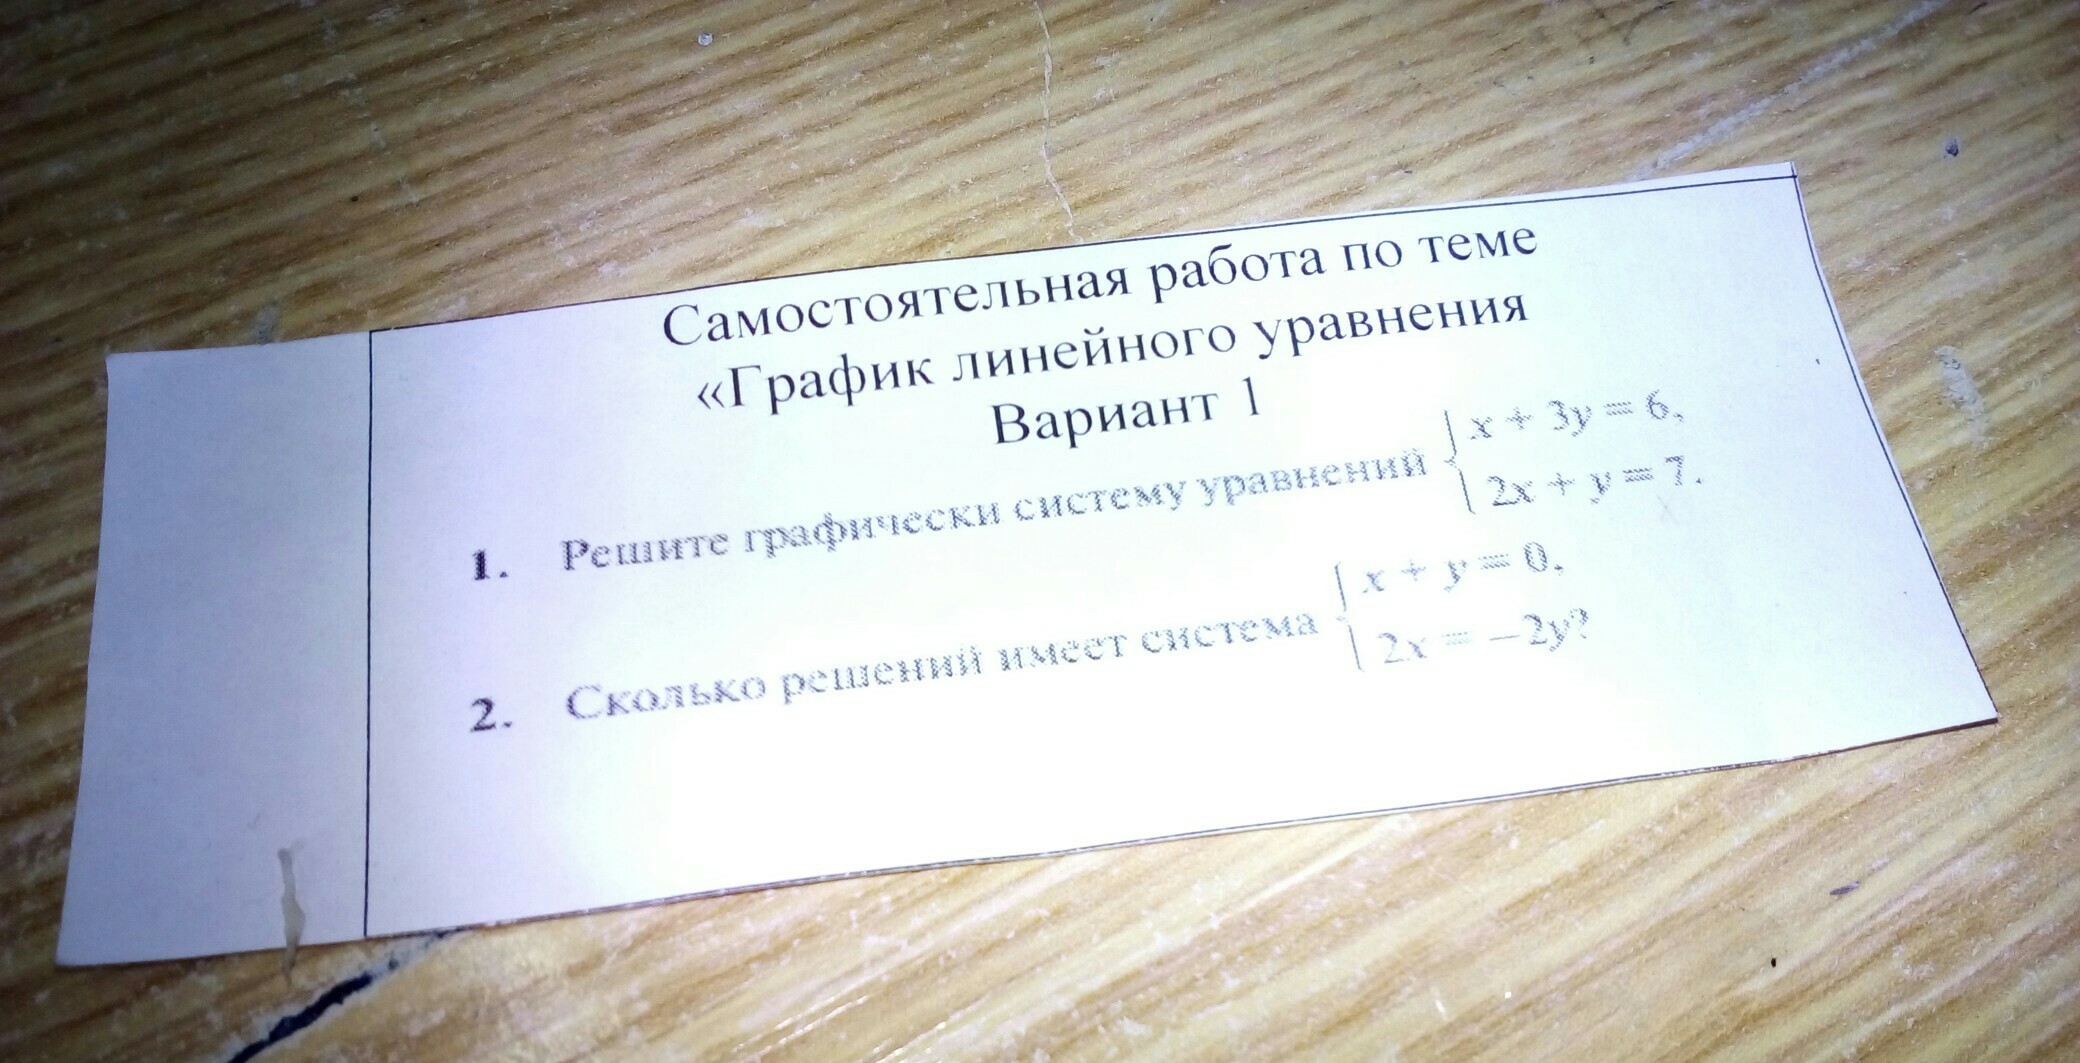 Самостоятельная работа по теме
«График линейного уравнения
Вариант 1
1. Решите графически систему уравнений { x + 3y = 6,
2x + y = 7.
2. Сколько решений имеет система { x + y = 0,
2x = −2y?